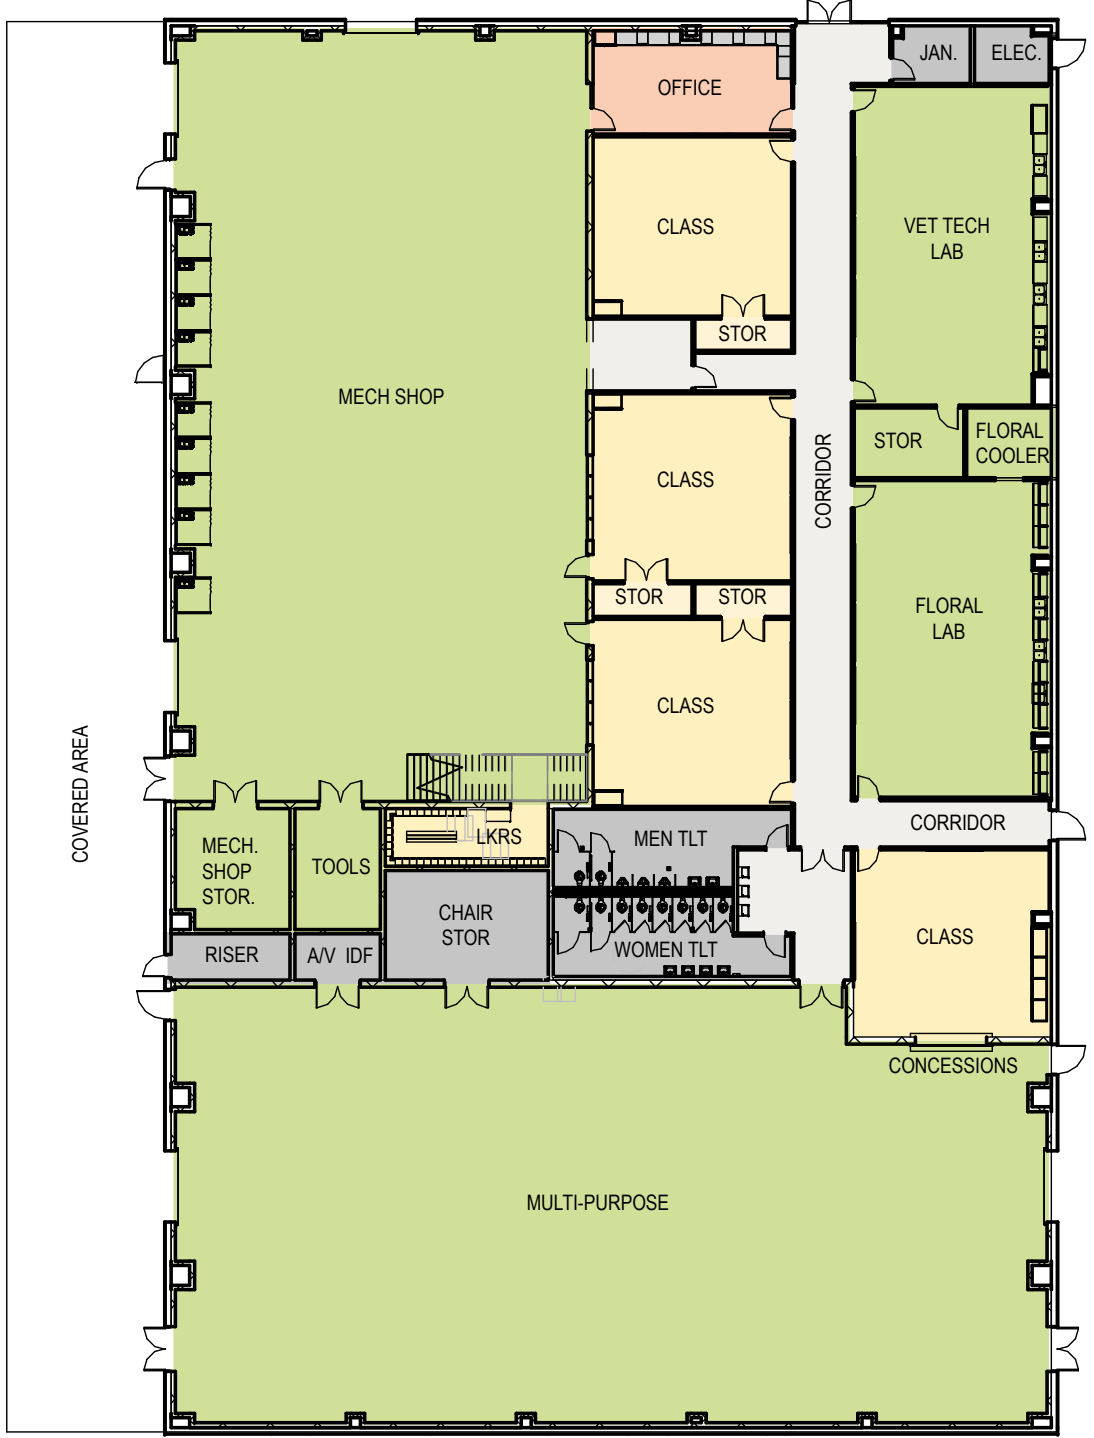 JAN.
ELEC.
OFFICE
CLASS
VET TECH
LAB
STOR
MECH SHOP
STOR
FLORAL
COOLER
CLASS
CORRIDOR
STOR
STOR
FLORAL
LAB
CLASS
COVERED AREA
CORRIDOR
LKRS
MEN TLT
MECH.
SHOP
STOR.
TOOLS
CHAIR
STOR
CLASS
RISER
A/V IDF
WOMEN TLT
CONCESSIONS
MULTI-PURPOSE